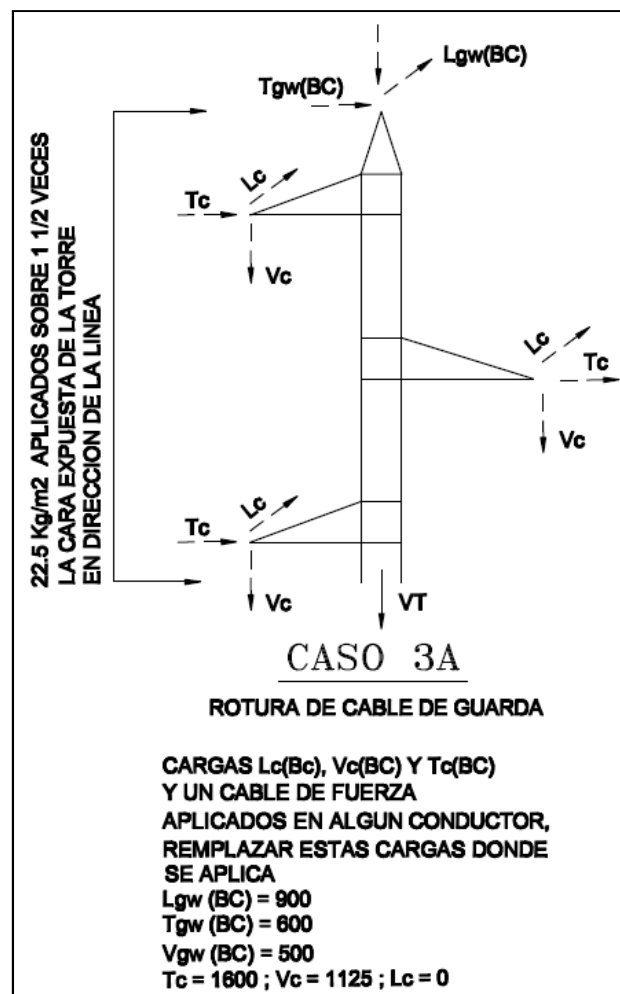 Lgw(BC)
Tgw(BC)
22.5 Kg/m2 APLICADOS SOBRE 1 1/2 VECES
LA CARA EXPUESTA DE LA TORRE
EN DIRECCION DE LA LINEA
Lc
Tc
Vc
Lc
Tc
Vc
Lc
Tc
Vc
VT
CASO 3A
ROTURA DE CABLE DE GUARDA
CARGAS Lc(Bc), Vc(BC) Y Tc(BC)
Y UN CABLE DE FUERZA
APLICADOS EN ALGUN CONDUCTOR,
REMPLAZAR ESTAS CARGAS DONDE
SE APLICA
Lgw (BC) = 900
Tgw (BC) = 600
Vgw (BC) = 500
Tc = 1600 ; Vc = 1125 ; Lc = 0